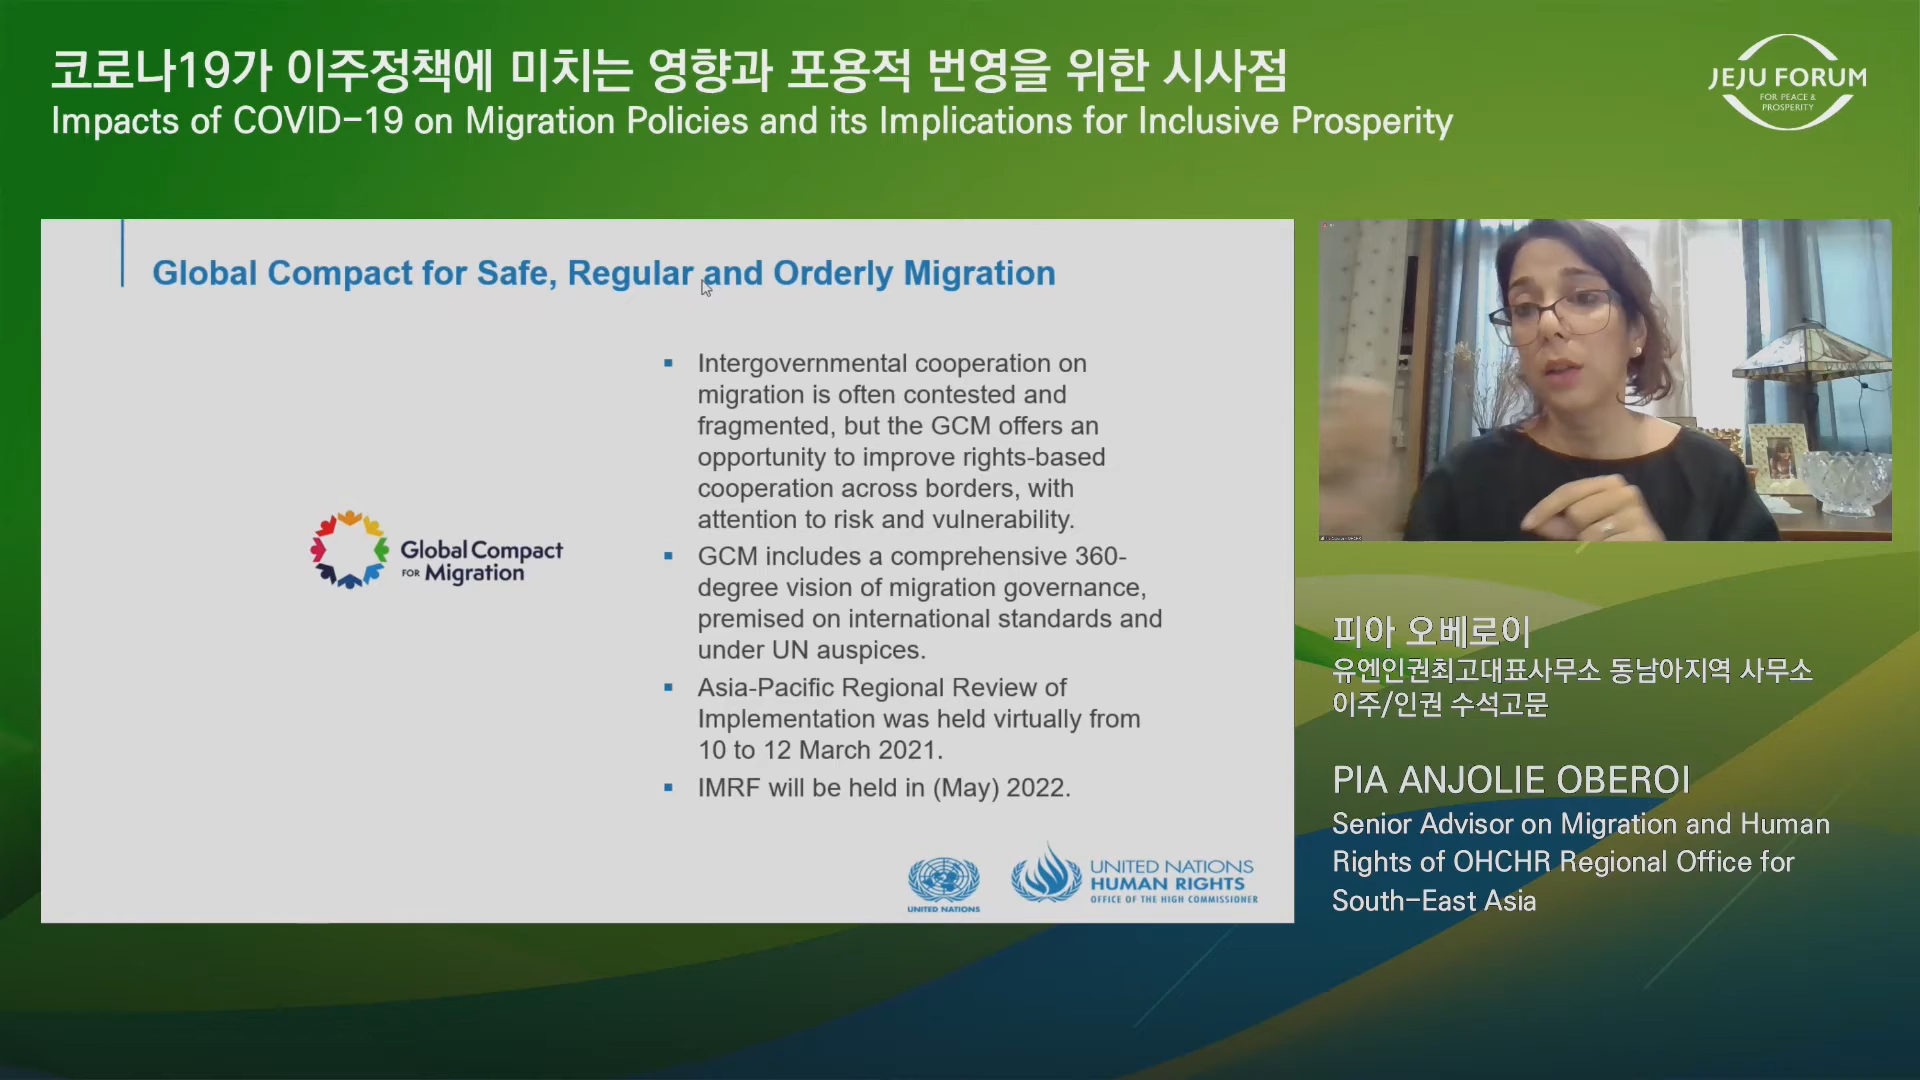 코로나19가 이주정책에 미치는 영향과 포용적 번영을 위한 시사점
Impacts of COVID-19 on Migration Policies and its Implications for Inclusive Prosperity
JEJU FORUM
FOR PEACE &
PROSPERITY
Global Compact for Safe, Regular and Orderly Migration
Global Compact
FOR Migration
▪ Intergovernmental cooperation on
migration is often contested and
fragmented, but the GCM offers an
opportunity to improve rights-based
cooperation across borders, with
attention to risk and vulnerability.
▪ GCM includes a comprehensive 360-
degree vision of migration governance,
premised on international standards and
under UN auspices.
▪ Asia-Pacific Regional Review of
Implementation was held virtually from
10 to 12 March 2021.
▪ IMRF will be held in (May) 2022.
UNITED NATIONS
UNITED NATIONS
HUMAN RIGHTS
OFFICE OF THE HIGH COMMISSIONER
피아 오베로이
유엔인권최고대표사무소 동남아지역 사무소
이주/인권 수석고문
PIA ANJOLIE OBEROI
Senior Advisor on Migration and Human
Rights of OHCHR Regional Office for
South-East Asia